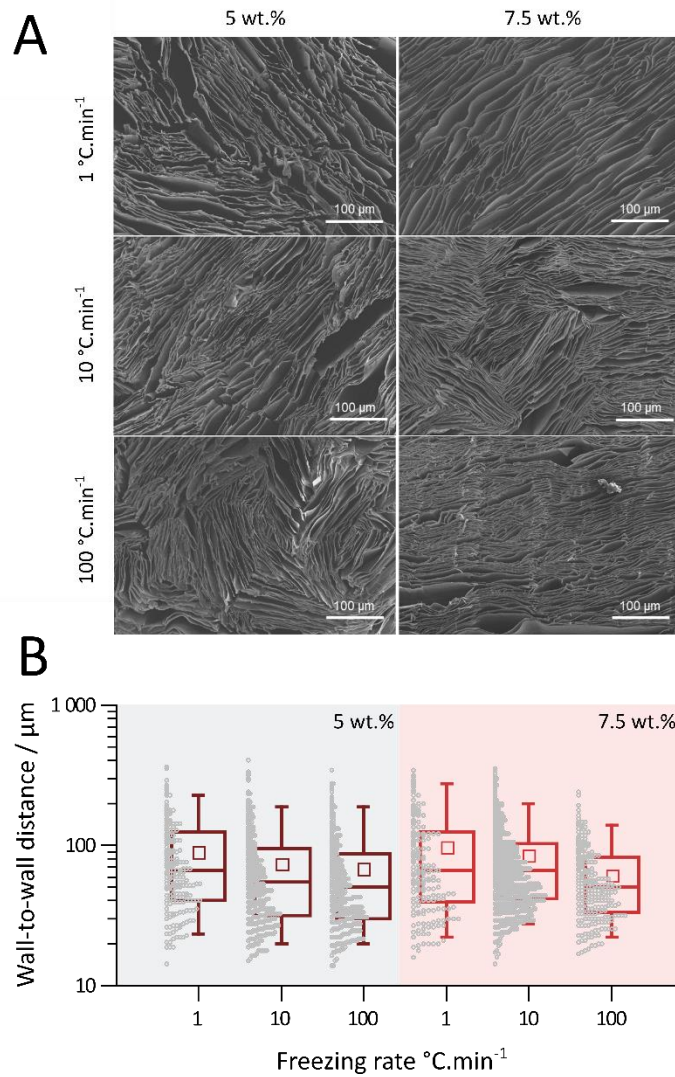 A
5 wt.%
7.5 wt.%
1 °C.min⁻¹
100 µm
100 µm
10 °C.min⁻¹
100 µm
100 µm
100 °C.min⁻¹
100 µm
100 µm
B
Wall-to-wall distance / µm
1 000
100
10
5 wt.%
7.5 wt.%
1
10
100
1
10
100
Freezing rate °C.min⁻¹